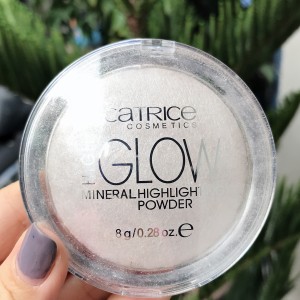 CATRICE
COSMETICS
GLOW
MINERAL HIGHLIGHT
POWDER
8 g/0.28 oz. e